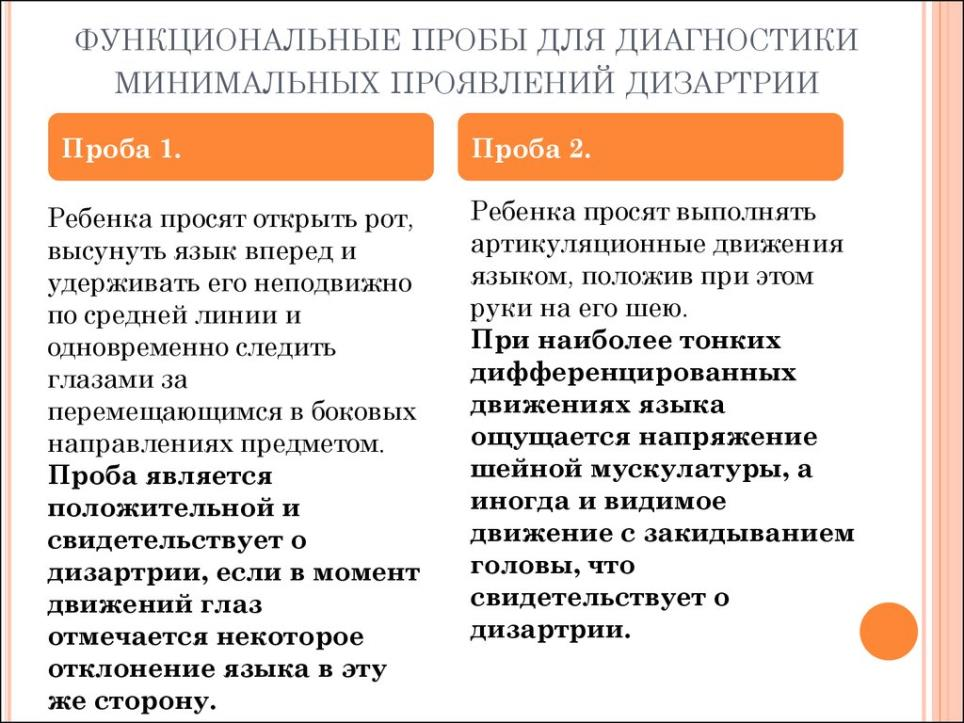 ФУНКЦИОНАЛЬНЫЕ ПРОБЫ ДЛЯ ДИАГНОСТИКИ
МИНИМАЛЬНЫХ ПРОЯВЛЕНИЙ ДИЗАРТРИИ
Проба 1.
Ребенка просят открыть рот,
высунуть язык вперед и
удерживать его неподвижно
по средней линии и
одновременно следить
глазами за
перемещающимся в боковых
направлениях предметом.
Проба является
положительной и
свидетельствует о
дизартрии, если в момент
движений глаз
отмечается некоторое
отклонение языка в эту
же сторону.
Проба 2.
Ребенка просят выполнять
артикуляционные движения
языком, положив при этом
руки на его шею.
При наиболее тонких
дифференцированных
движениях языка
ощущается напряжение
шейной мускулатуры, а
иногда и видимое
движение с закидыванием
головы, что
свидетельствует о
дизартрии.